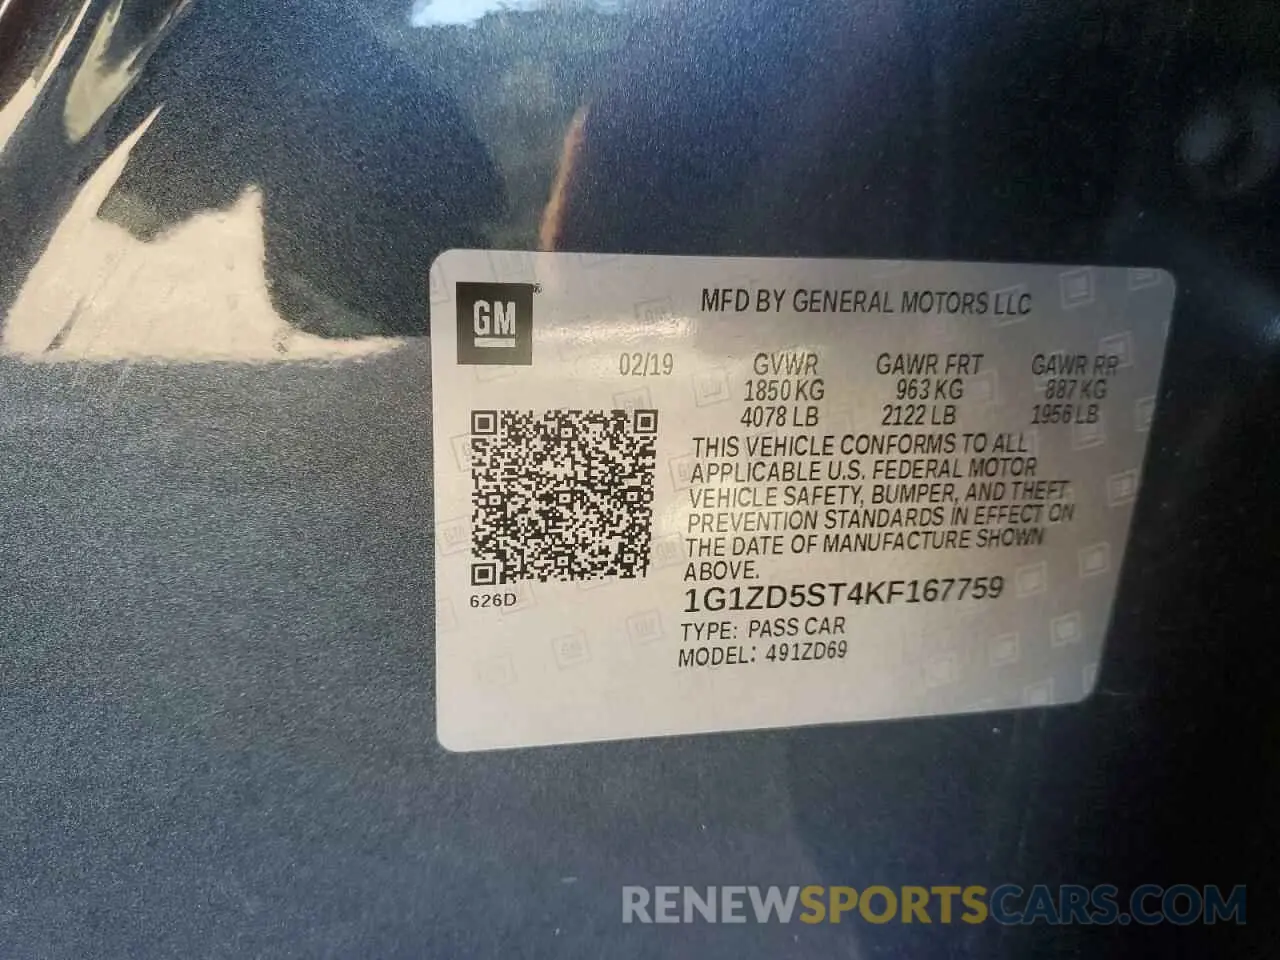 GM®
MFD BY GENERAL MOTORS LLC
02/19 GVWR GAWR FRT GAWR RR
1850 KG 963 KG 887 KG
4078 LB 2122 LB 1956 LB
THIS VEHICLE CONFORMS TO ALL
APPLICABLE U.S. FEDERAL MOTOR
VEHICLE SAFETY, BUMPER, AND THEFT
PREVENTION STANDARDS IN EFFECT ON
THE DATE OF MANUFACTURE SHOWN
ABOVE.
626D
1G1ZD5ST4KF167759
TYPE: PASS CAR
MODEL: 491ZD69
RENEWSPORTSCARS.COM